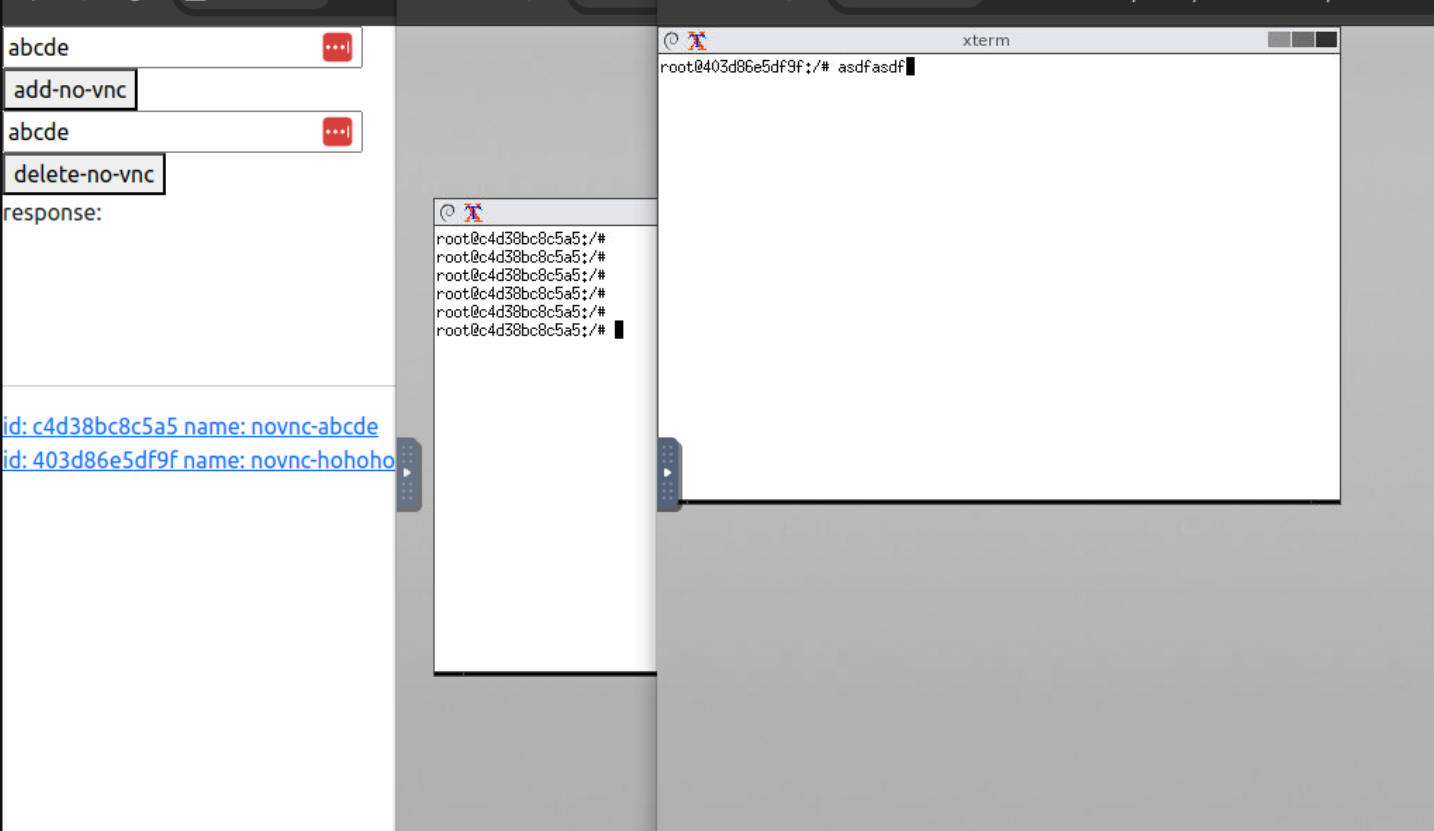 abcde
add-no-vnc
abcde
delete-no-vnc
response:
id: c4d38bc8c5a5 name: novnc-abcde
id: 403d86e5df9f name: novnc-hohoho
root@c4d38bc8c5a5:/#
root@c4d38bc8c5a5:/#
root@c4d38bc8c5a5:/#
root@c4d38bc8c5a5:/#
root@c4d38bc8c5a5:/#
root@c4d38bc8c5a5:/#
xterm
root@403d86e5df9f:/# asdfasdf